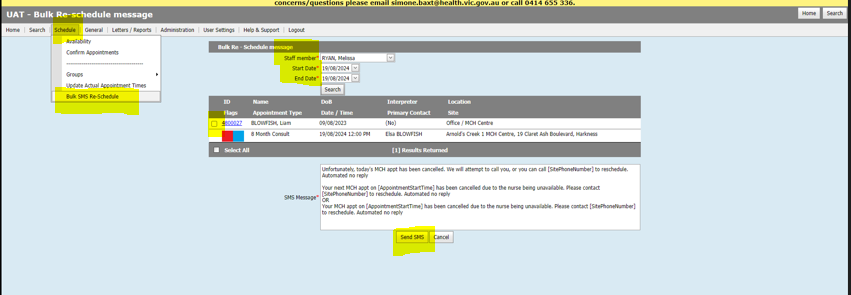 concerns/questions please email simone.baxt@health.vic.gov.au or call 0414 655 336.
UAT - Bulk Re-schedule message
Home Search
Home Search Schedule General Letters / Reports Administration User Settings Help & Support Logout
Availability
Confirm Appointments
------------------------------------
Groups
Update Actual Appointment Times
Bulk SMS Re-Schedule
Bulk Re - Schedule message
Staff member* RYAN, Melissa
Start Date* 19/08/2024
End Date* 19/08/2024
Search
ID Name DoB Interpreter Location
Flags Appointment Type Date / Time Primary Contact Site
4800027 BLOWFISH, Liam 09/08/2023 (No) Office / MCH Centre
8 Month Consult 19/08/2024 12:00 PM Elsa BLOWFISH Arnold's Creek 1 MCH Centre, 19 Claret Ash Boulevard, Harkness
Select All [1] Results Returned
SMS Message*
Unfortunately, today's MCH appt has been cancelled. We will attempt to call you, or you can call [SitePhoneNumber] to reschedule.
Automated no reply
Your next MCH appt on [AppointmentStartTime] has been cancelled due to the nurse being unavailable. Please contact
[SitePhoneNumber] to reschedule. Automated no reply
OR
Your MCH appt on [AppointmentStartTime] has been cancelled due to the nurse being unavailable. Please contact [SitePhoneNumber]
to reschedule. Automated no reply
Send SMS Cancel